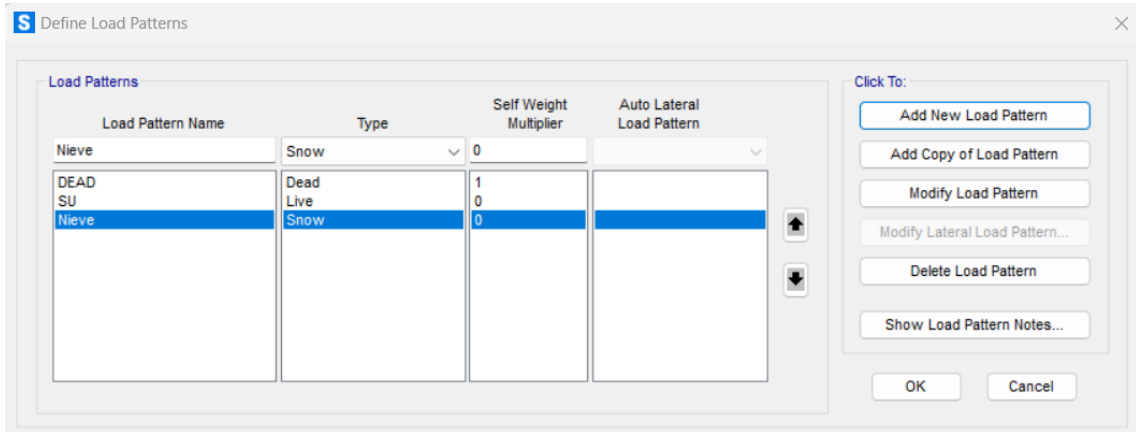 S Define Load Patterns
Load Patterns
Load Pattern Name Type Self Weight Multiplier Auto Lateral Load Pattern
Nieve Snow 0
DEAD Dead 1
SU Live 0
Nieve Snow 0
Click To:
Add New Load Pattern
Add Copy of Load Pattern
Modify Load Pattern
Modify Lateral Load Pattern...
Delete Load Pattern
Show Load Pattern Notes...
OK Cancel